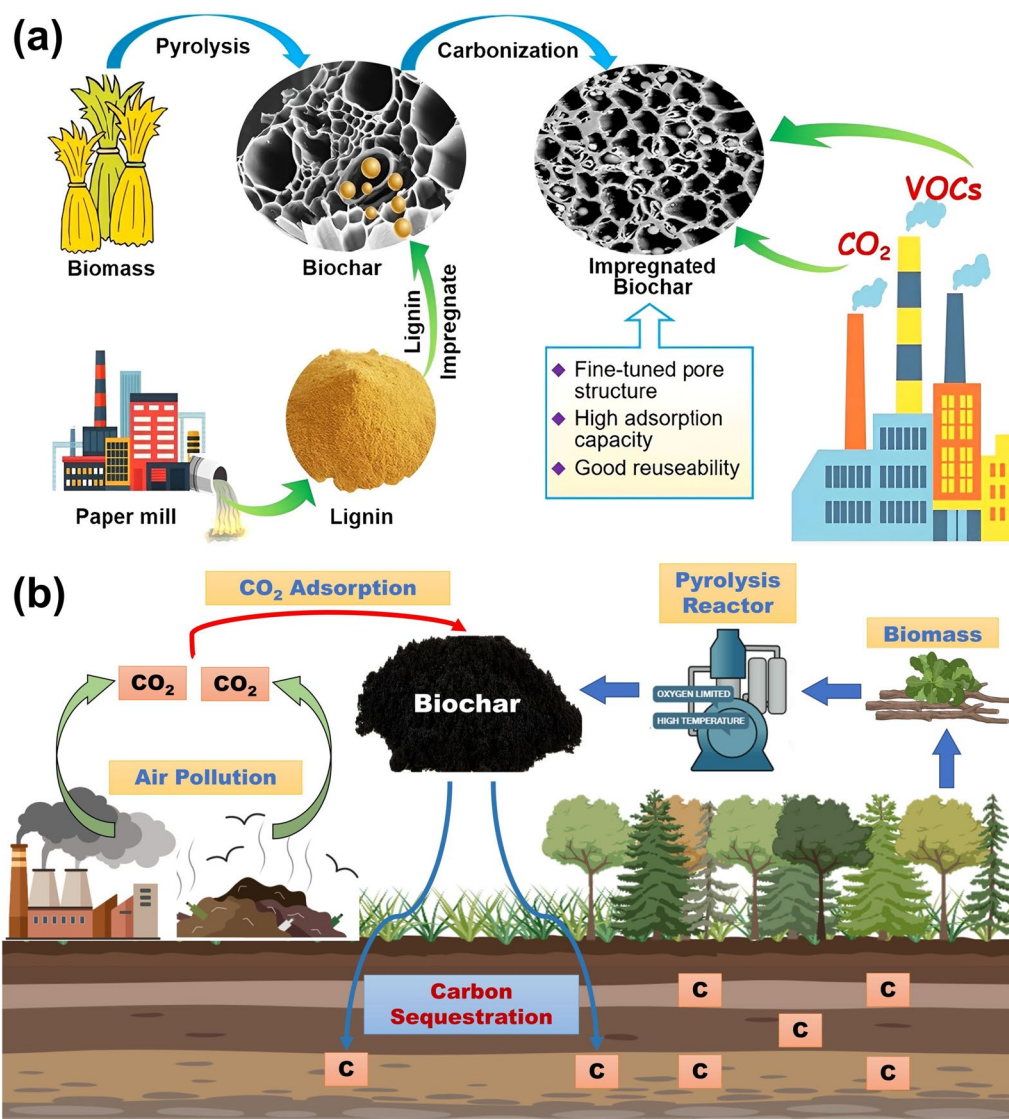 (a)
Pyrolysis
Carbonization
VOCs
CO₂
Biomass
Biochar
Impregnated
Biochar
Lignin
Impregnate
◆ Fine-tuned pore
structure
◆ High adsorption
capacity
◆ Good reuseability
Paper mill
Lignin
(b)
CO₂ Adsorption
Pyrolysis
Reactor
Biomass
CO₂
CO₂
Biochar
OXYGEN LIMITED
HIGH TEMPERATURE
Air Pollution
Carbon
Sequestration
C
C
C
C
C
C
C